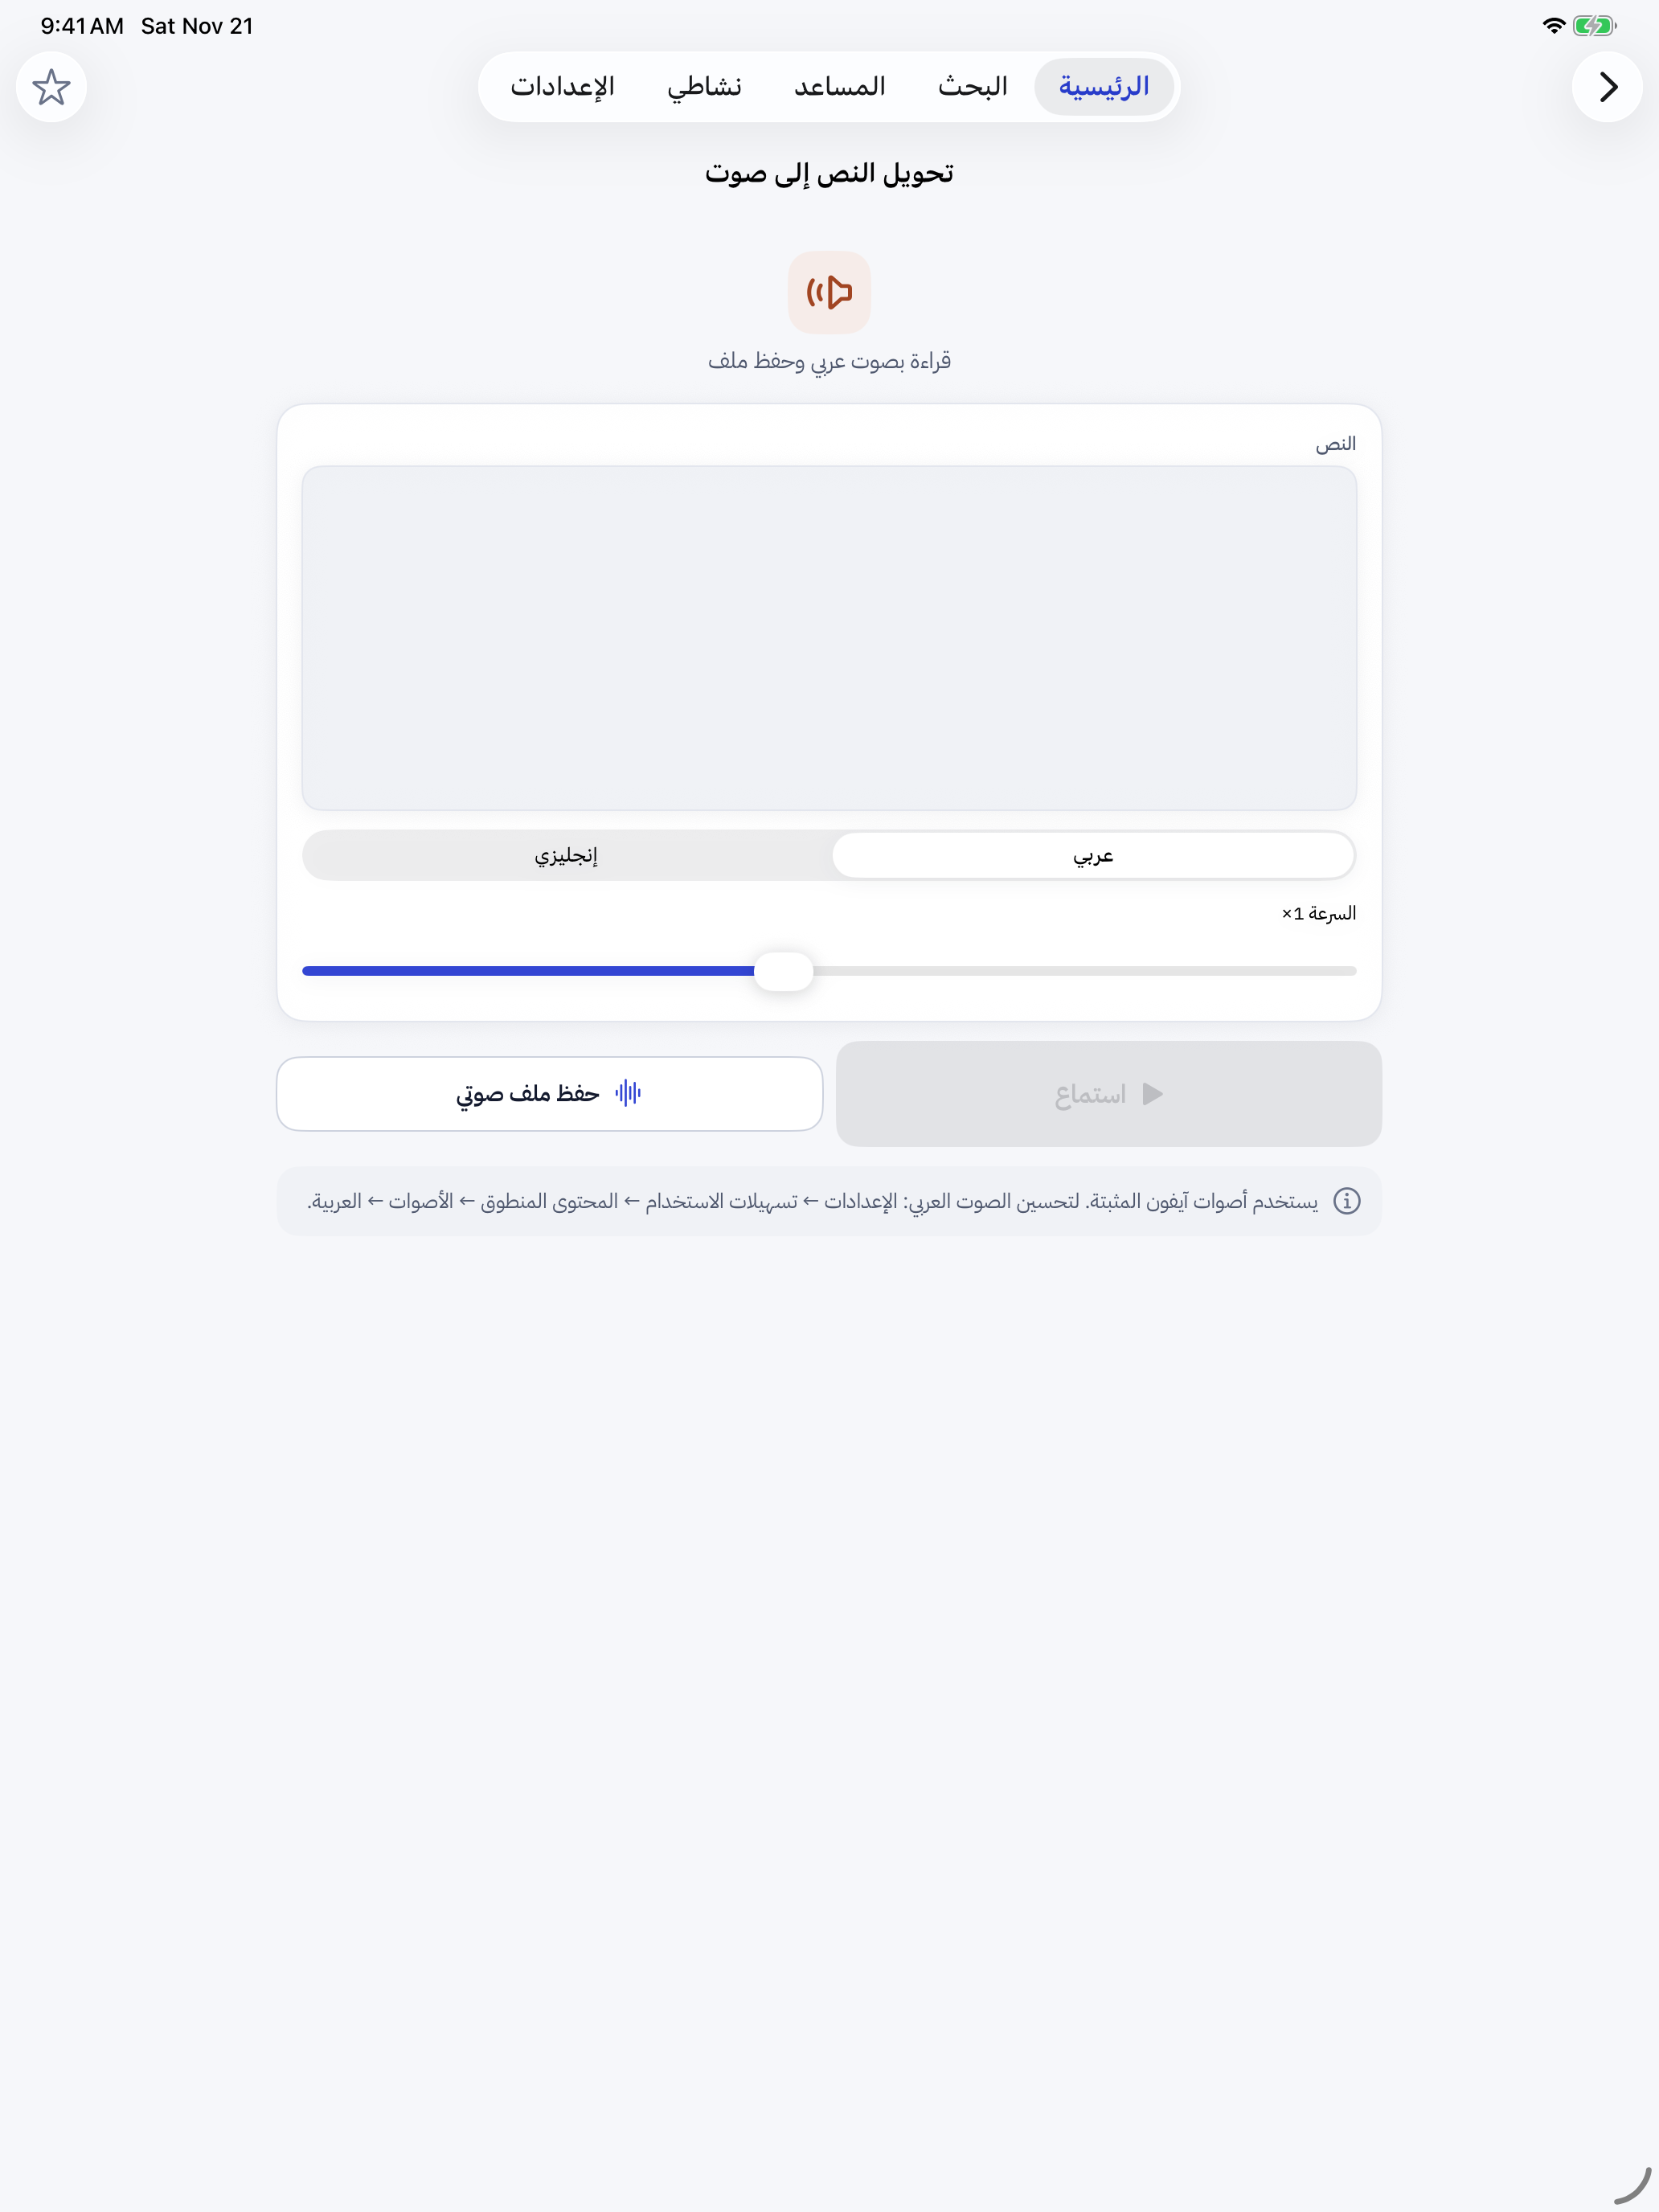 9:41 AM Sat Nov 21
الرئيسية البحث المساعد نشاطي الإعدادات
تحويل النص إلى صوت
قراءة بصوت عربي وحفظ ملف
النص
عربي إنجليزي
السرعة 1×
استماع حفظ ملف صوتي
يستخدم أصوات آيفون المثبتة. لتحسين الصوت العربي: الإعدادات ← تسهيلات الاستخدام ← المحتوى المنطوق ← الأصوات ← العربية.